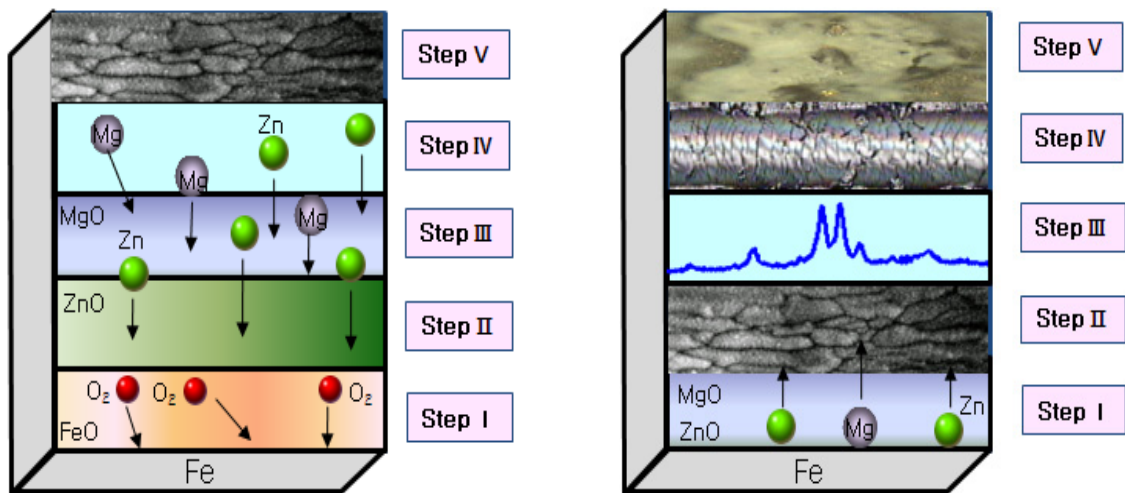 Step Ⅴ
Mg
Zn
Step Ⅳ
Mg
MgO
Mg
Zn
Step Ⅲ
ZnO
Step Ⅱ
O2
O2
O2
FeO
Step Ⅰ
Fe
Step Ⅴ
Step Ⅳ
Step Ⅲ
Step Ⅱ
MgO
Zn
ZnO
Mg
Step Ⅰ
Fe